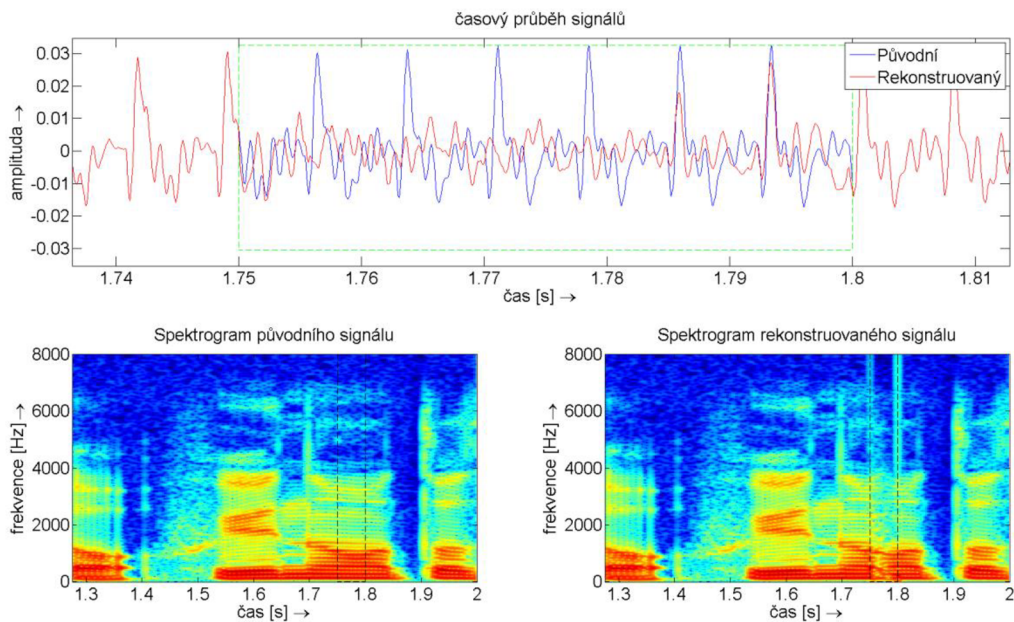 časový průběh signálů
0.03
0.02
0.01
0
-0.01
-0.02
-0.03
amplituda →
Původní
Rekonstruovaný
1.74 1.75 1.76 1.77 1.78 1.79 1.8 1.81
čas [s] →
Spektrogram původního signálu
8000
6000
4000
2000
0
frekvence [Hz] →
1.3 1.4 1.5 1.6 1.7 1.8 1.9 2
čas [s] →
Spektrogram rekonstruovaného signálu
8000
6000
4000
2000
0
frekvence [Hz] →
1.3 1.4 1.5 1.6 1.7 1.8 1.9 2
čas [s] →